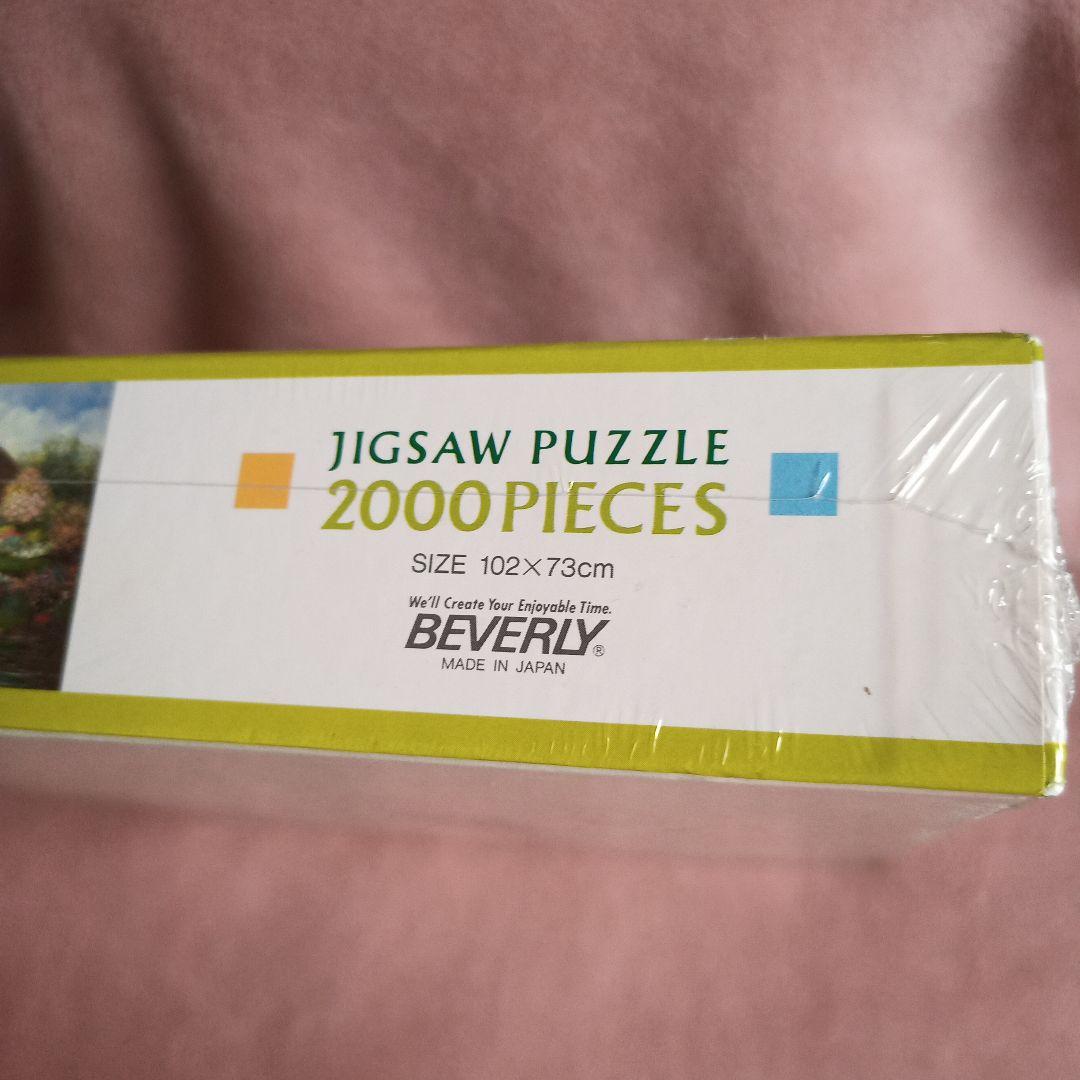 JIGSAW PUZZLE
2000PIECES
SIZE 102×73cm
We'll Create Your Enjoyable Time.
BEVERLY®
MADE IN JAPAN